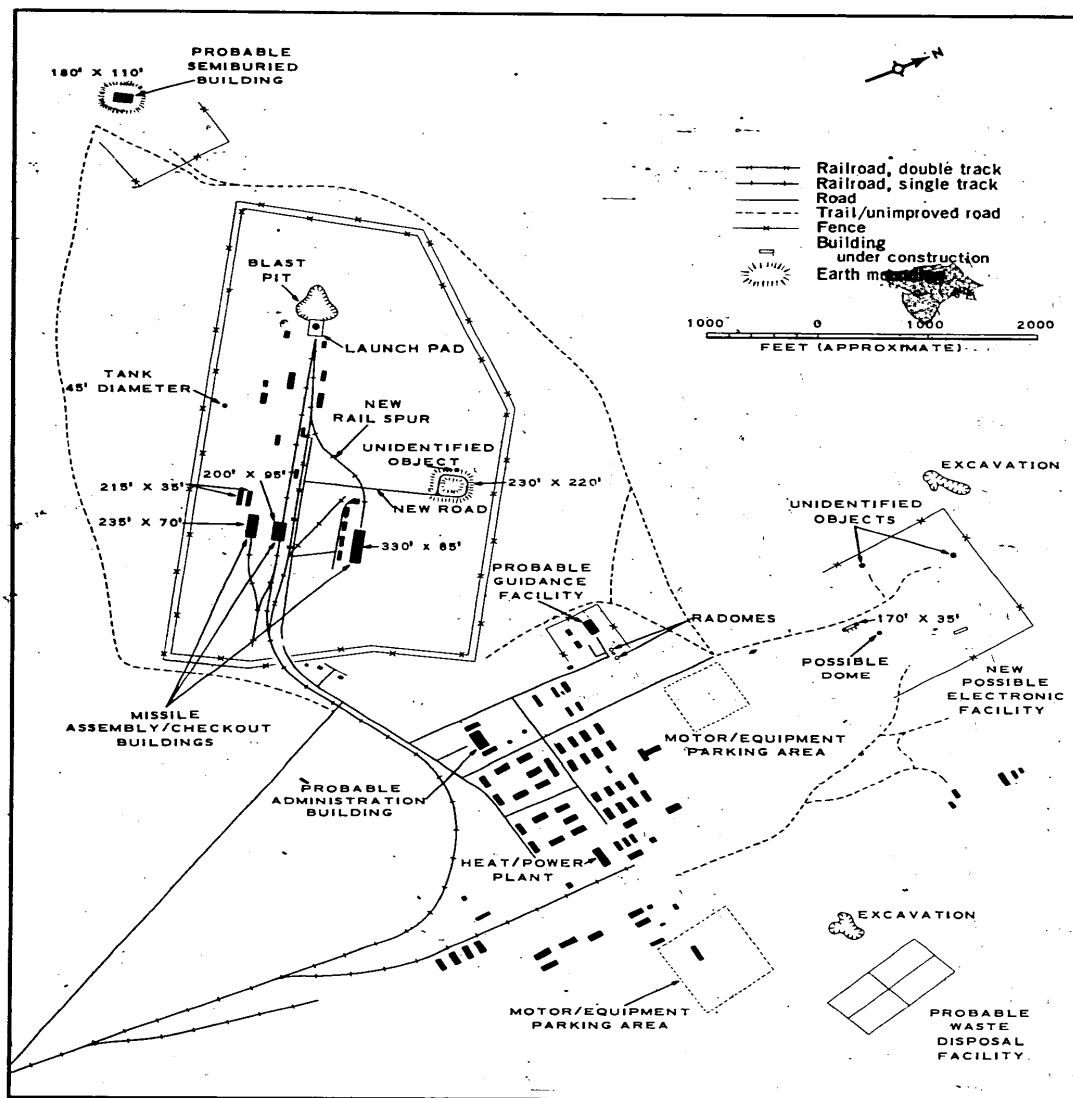 PROBABLE
SEMIBURIED
BUILDING
180' X 110'
N
Railroad, double track
Railroad, single track
Road
Trail/unimproved road
Fence
Building
under construction
Earth
1000 0 1000 2000
FEET (APPROXIMATE)
BLAST
PIT
LAUNCH PAD
TANK
45' DIAMETER
NEW
RAIL SPUR
UNIDENTIFIED
OBJECT
200' X 95'
215' X 35'
235' X 70'
230' X 220'
NEW ROAD
330' X 85'
EXCAVATION
UNIDENTIFIED
OBJECTS
PROBABLE
GUIDANCE
FACILITY
RADOMES
170' X 35'
POSSIBLE
DOME
NEW
POSSIBLE
ELECTRONIC
FACILITY
MISSILE
ASSEMBLY/CHECKOUT
BUILDINGS
MOTOR/EQUIPMENT
PARKING AREA
PROBABLE
ADMINISTRATION
BUILDING
HEAT/POWER
PLANT
EXCAVATION
MOTOR/EQUIPMENT
PARKING AREA
PROBABLE
WASTE
DISPOSAL
FACILITY